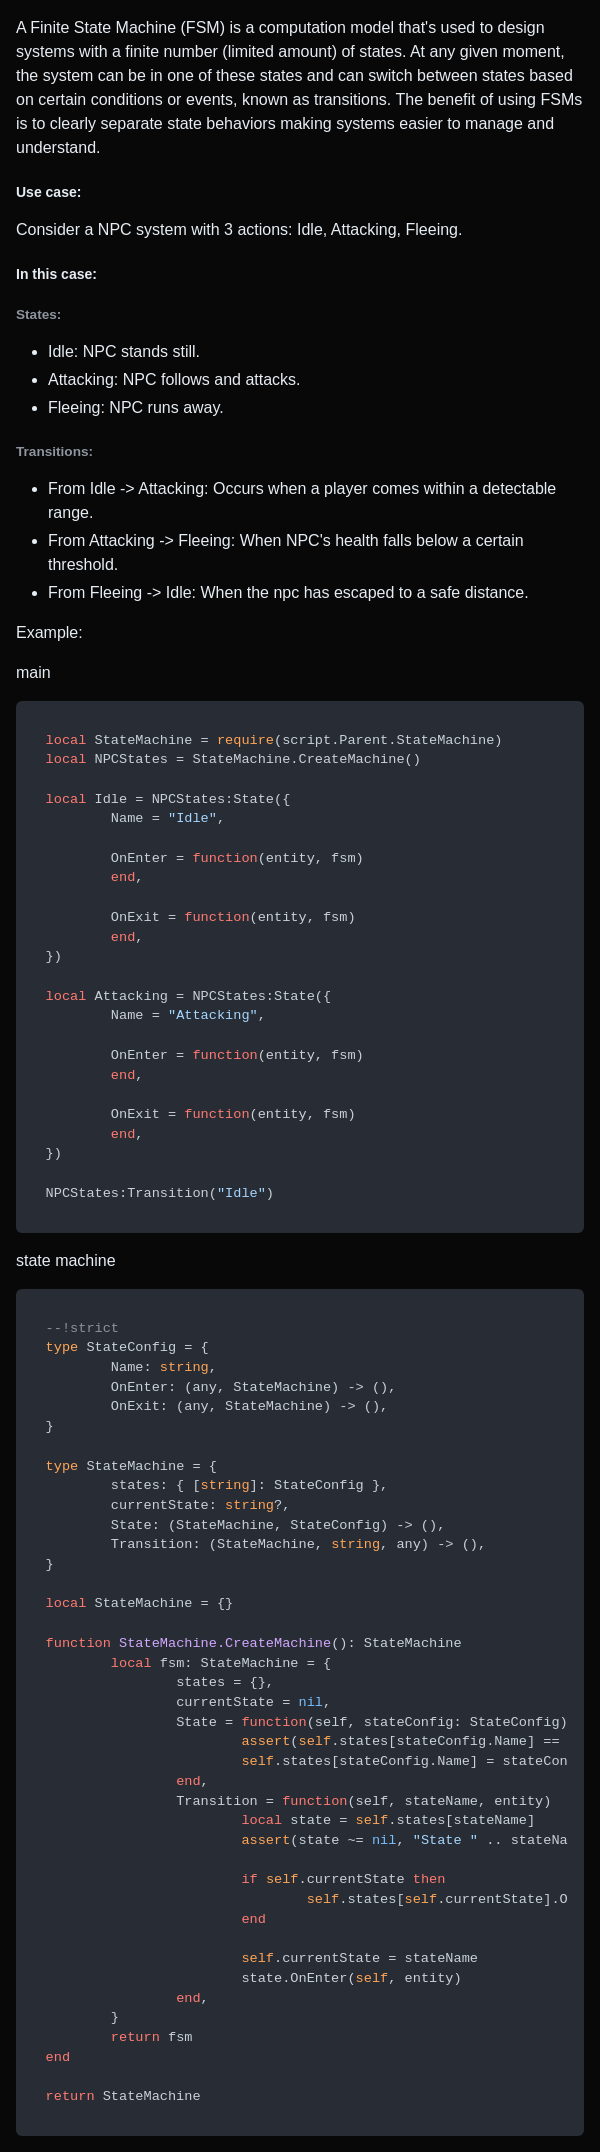 A Finite State Machine (FSM) is a computation model that's used to design
systems with a finite number (limited amount) of states. At any given moment,
the system can be in one of these states and can switch between states based
on certain conditions or events, known as transitions. The benefit of using FSMs
is to clearly separate state behaviors making systems easier to manage and
understand.
Use case:
Consider a NPC system with 3 actions: Idle, Attacking, Fleeing.
In this case:
States:
• Idle: NPC stands still.
• Attacking: NPC follows and attacks.
• Fleeing: NPC runs away.
Transitions:
• From Idle -> Attacking: Occurs when a player comes within a detectable
range.
• From Attacking -> Fleeing: When NPC's health falls below a certain
threshold.
• From Fleeing -> Idle: When the npc has escaped to a safe distance.
Example:
main
local StateMachine = require(script.Parent.StateMachine)
local NPCStates = StateMachine.CreateMachine()
local Idle = NPCStates:State({
        Name = "Idle",
        OnEnter = function(entity, fsm)
        end,
        OnExit = function(entity, fsm)
        end,
})
local Attacking = NPCStates:State({
        Name = "Attacking",
        OnEnter = function(entity, fsm)
        end,
        OnExit = function(entity, fsm)
        end,
})
NPCStates:Transition("Idle")
state machine
--!strict
type StateConfig = {
        Name: string,
        OnEnter: (any, StateMachine) -> (),
        OnExit: (any, StateMachine) -> (),
}
type StateMachine = {
        states: { [string]: StateConfig },
        currentState: string?,
        State: (StateMachine, StateConfig) -> (),
        Transition: (StateMachine, string, any) -> (),
}
local StateMachine = {}
function StateMachine.CreateMachine(): StateMachine
        local fsm: StateMachine = {
                states = {},
                currentState = nil,
                State = function(self, stateConfig: StateConfig)
                        assert(self.states[stateConfig.Name] ==
                        self.states[stateConfig.Name] = stateCon
                end,
                Transition = function(self, stateName, entity)
                        local state = self.states[stateName]
                        assert(state ~= nil, "State " .. stateNa
                        if self.currentState then
                                self.states[self.currentState].O
                        end
                        self.currentState = stateName
                        state.OnEnter(self, entity)
                end,
        }
        return fsm
end
return StateMachine